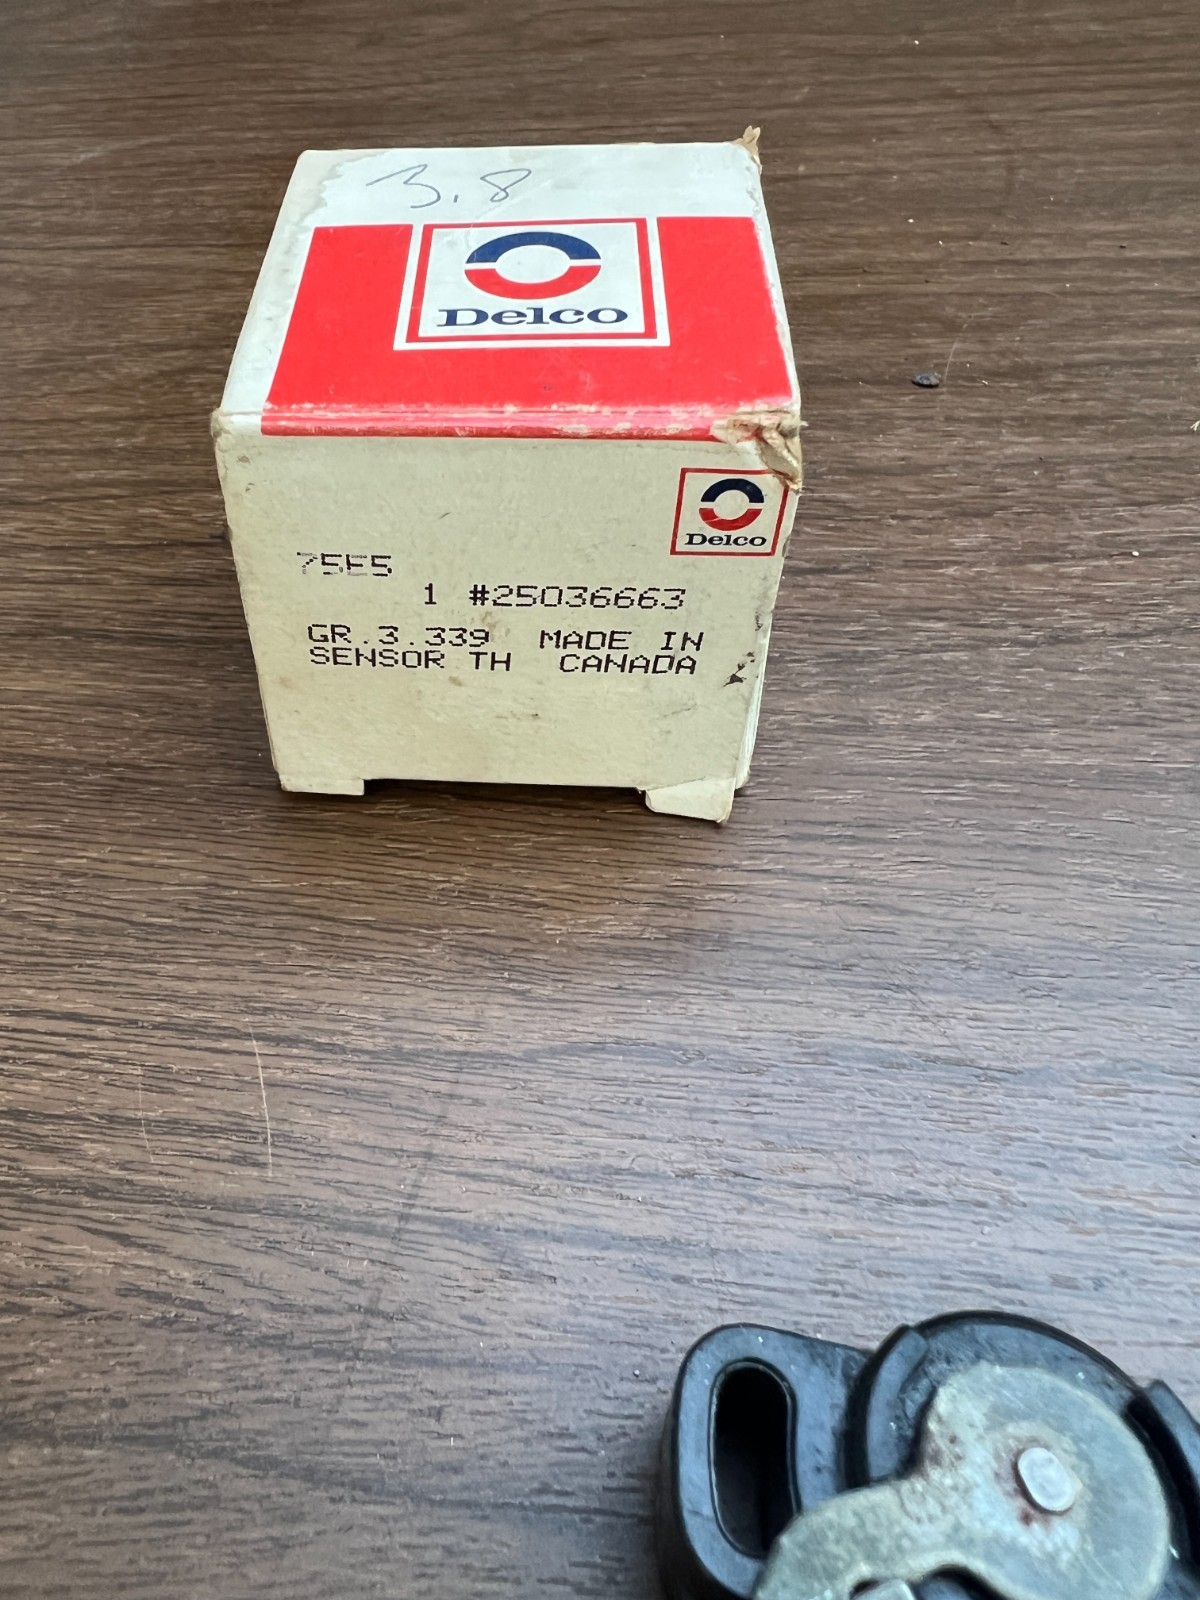 3.8
Delco
Delco
75E5
1 #25036663
GR.3.339 MADE IN
SENSOR TH CANADA